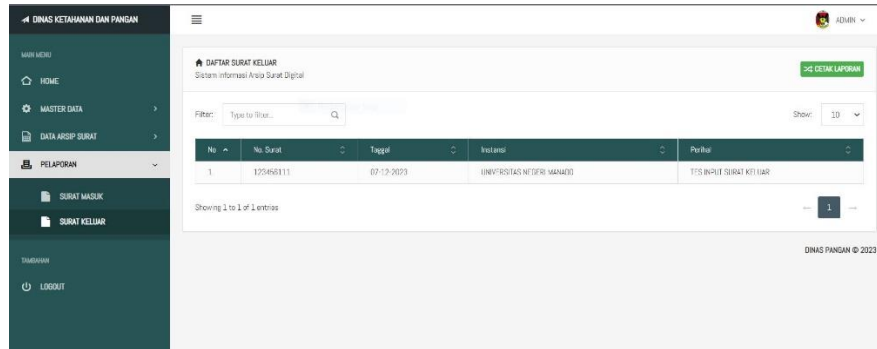 DINAS KETAHANAN DAN PANGAN
ADMIN
MAIN MENU
HOME
MASTER DATA
DATA ARSIP SURAT
PELAPORAN
SURAT MASUK
SURAT KELUAR
TAMBAHAN
LOGOUT
DAFTAR SURAT KELUAR
Sistem informasi Arsip Surat Digital
CETAK LAPORAN
Filter: Type to filter... Show: 10
No No. Surat Taggal Instansi Perihal
1 123456111 07-12-2023 UNIVERSITAS NEGERI MANADO TES INPUT SURAT KELUAR
Showing 1 to 1 of 1 entries
← 1 →
DINAS PANGAN © 2023